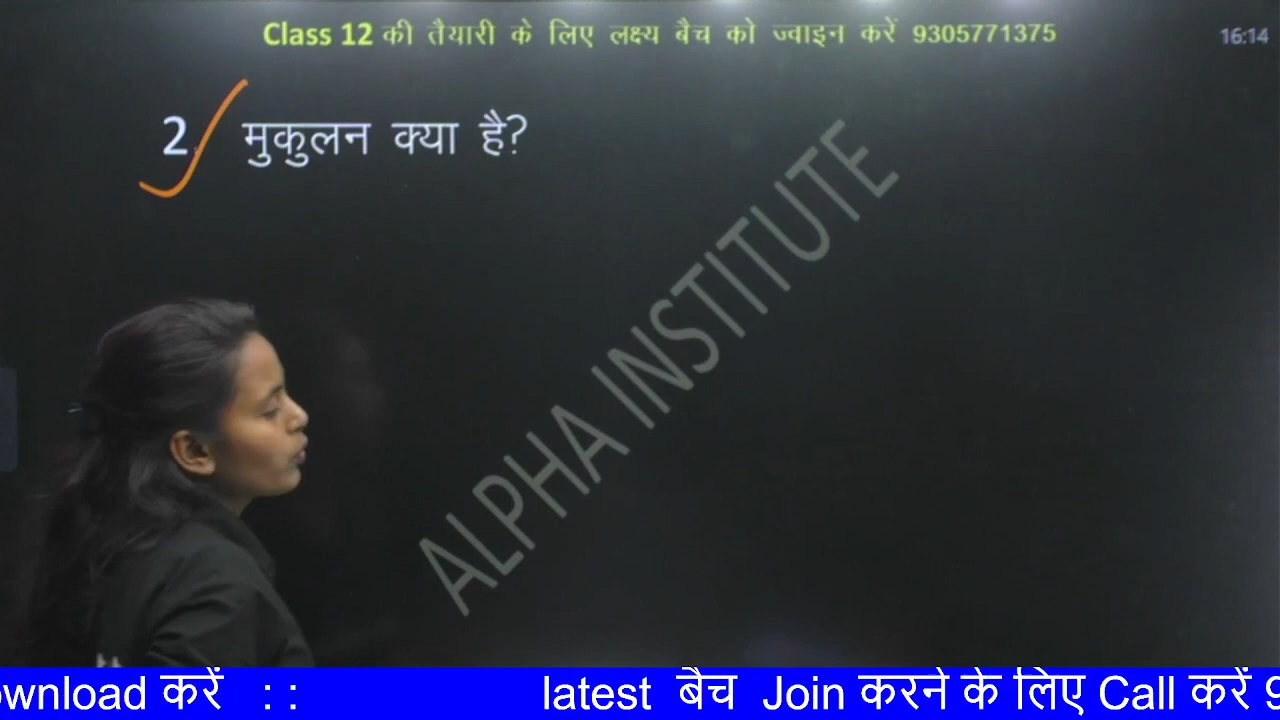 Class 12 की तैयारी के लिए लक्ष्य बैच को ज्वाइन करें 9305771375
16:14
2. मुकुलन क्या है?
ALPHA INSTITUTE
ownload करें : : latest बैच Join करने के लिए Call करें 9